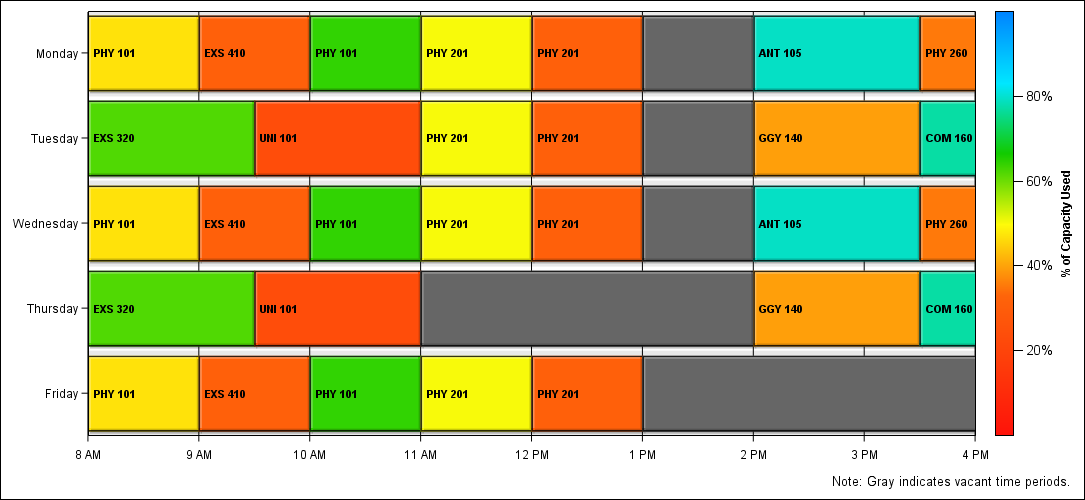 Monday PHY 101 EXS 410 PHY 101 PHY 201 PHY 201 ANT 105 PHY 260
Tuesday EXS 320 UNI 101 PHY 201 PHY 201 GGY 140 COM 160
Wednesday PHY 101 EXS 410 PHY 101 PHY 201 PHY 201 ANT 105 PHY 260
Thursday EXS 320 UNI 101 GGY 140 COM 160
Friday PHY 101 EXS 410 PHY 101 PHY 201 PHY 201
8 AM 9 AM 10 AM 11 AM 12 PM 1 PM 2 PM 3 PM 4 PM
80%
60%
40%
20%
% of Capacity Used
Note: Gray indicates vacant time periods.